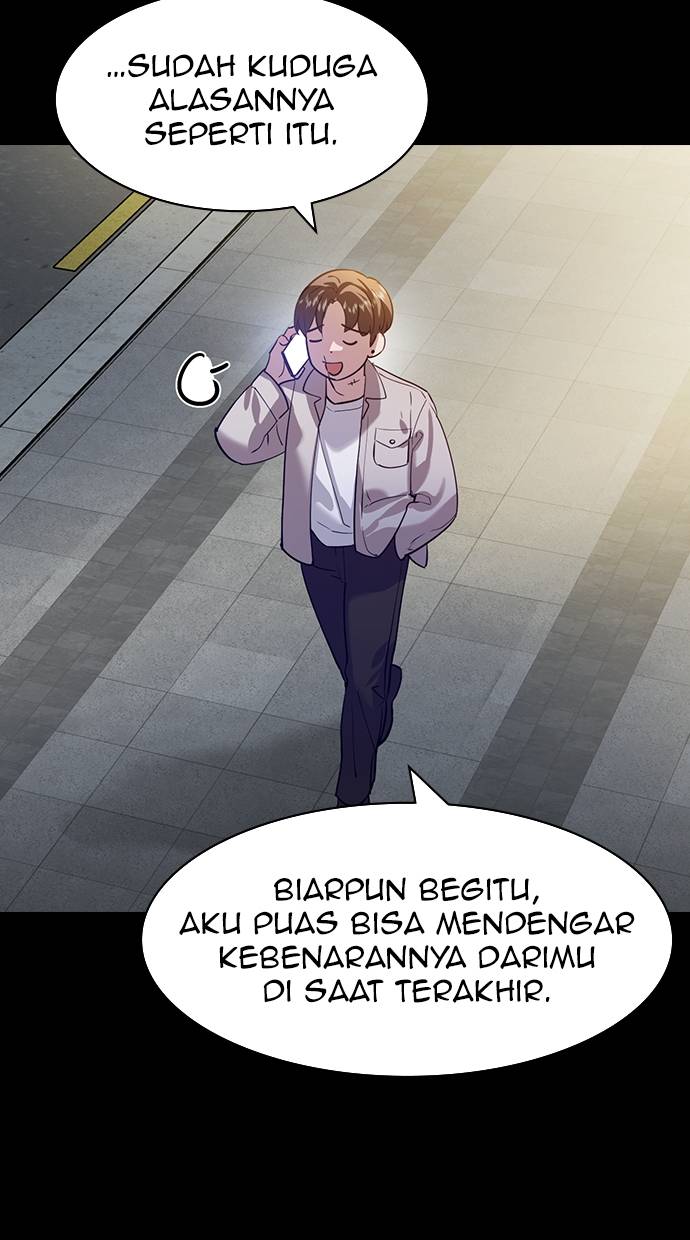 ...SUDAH KUDUGA
ALASANNYA
SEPERTI ITU.
BIARPUN BEGITU,
AKU PUAS BISA MENDENGAR
KEBENARANNYA DARIMU
DI SAAT TERAKHIR.